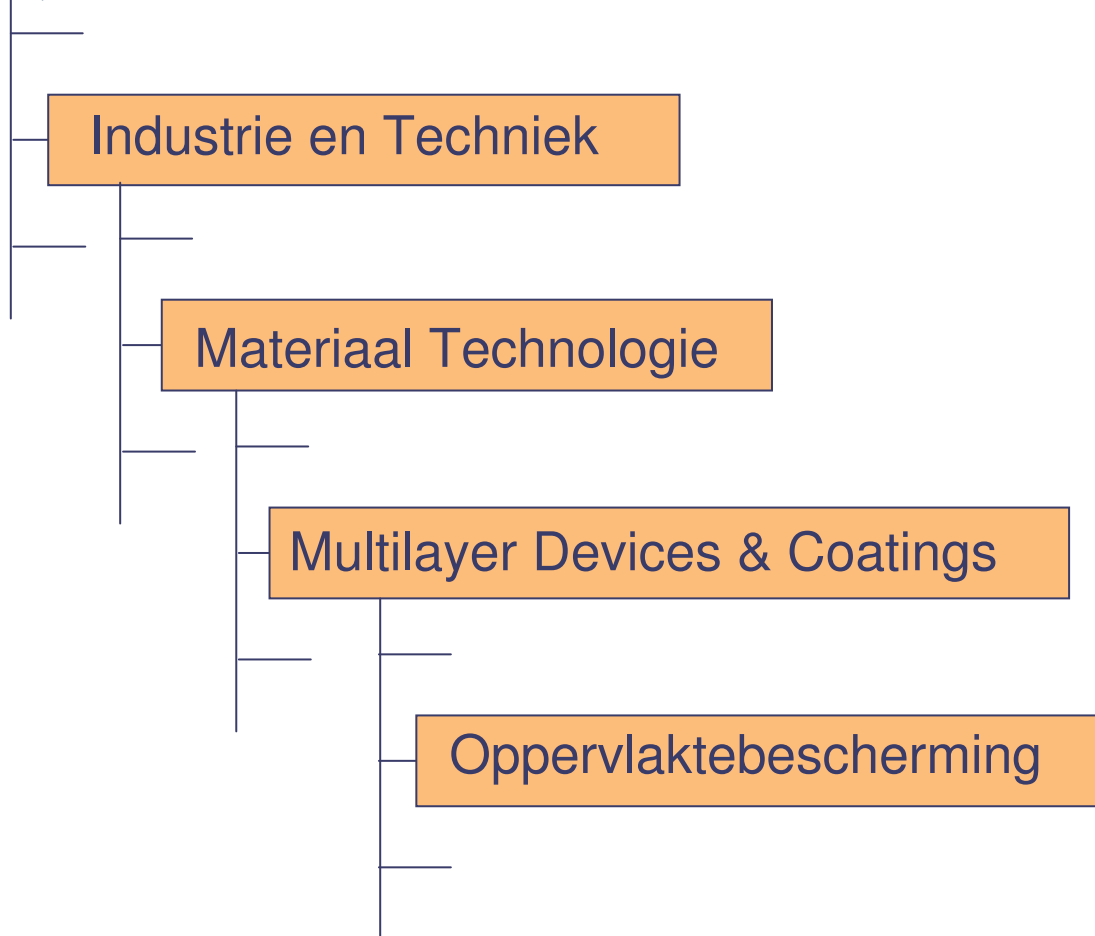 Industrie en Techniek
Materiaal Technologie
Multilayer Devices & Coatings
Oppervlaktebescherming